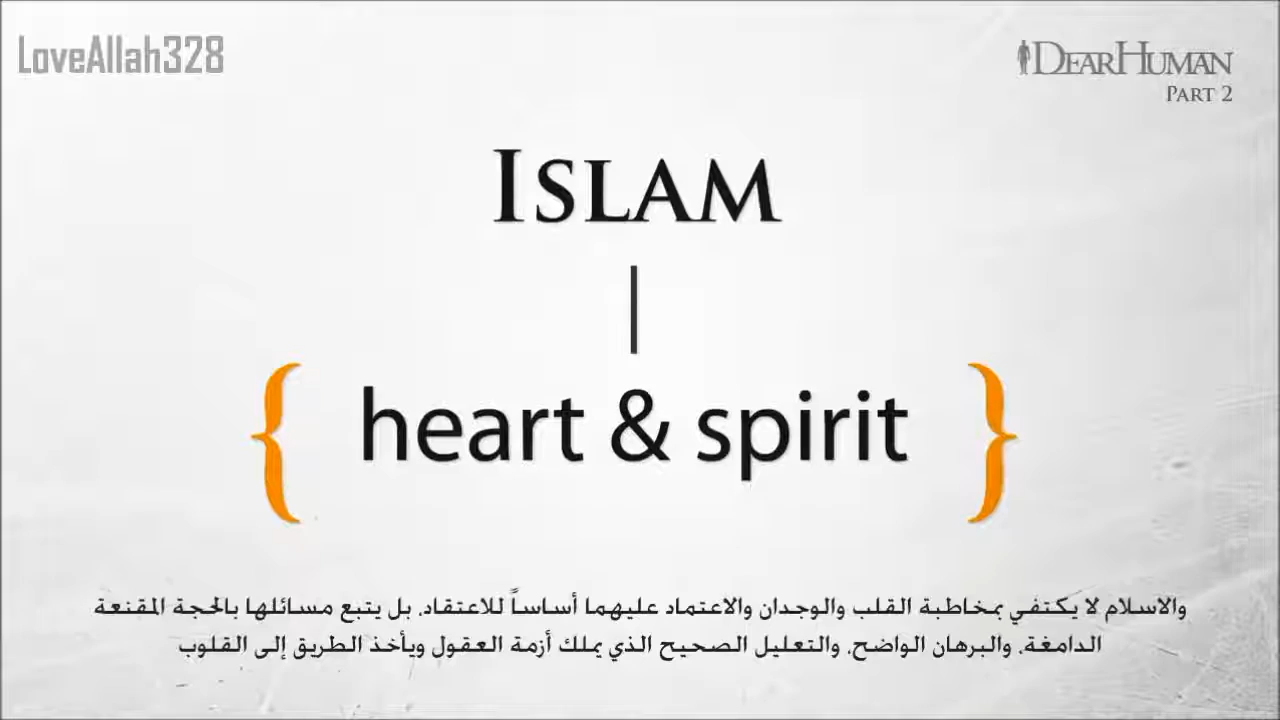 LoveAllah328
DEARHUMAN
PART 2
ISLAM
{ heart & spirit }
والاسلام لا يكتفي بمخاطبة القلب والوجدان والاعتماد عليهما أساساً للاعتقاد. بل يتبع مسائلها بالحجة المقنعة
الدامغة. والبرهان الواضح. والتعليل الصحيح الذي يملك أزمة العقول ويأخذ الطريق إلى القلوب